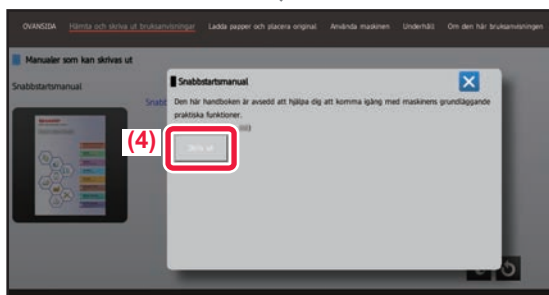 OVANSIDA Hämta och skriva ut bruksanvisningar Ladda papper och placera original Använda maskinen Underhåll Om den här bruksanvisningen
Manualer som kan skrivas ut
Snabbstartsmanual
Snabbstartsmanual
Den här handboken är avsedd att hjälpa dig att komma igång med maskinens grundläggande
praktiska funktioner.
(4)
Skriv ut